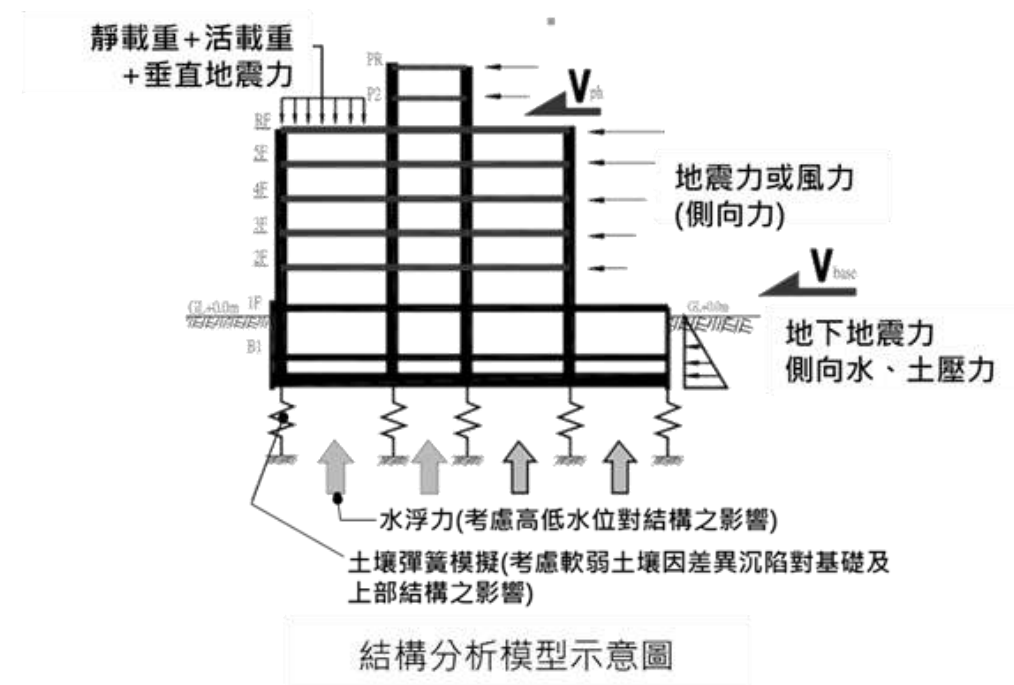 靜載重+活載重
+垂直地震力
PR
P2
Vph
RF
5F
4F
3F
2F
地震力或風力
(側向力)
Vbase
GL+0.0m
1F
GL+0.0m
B1
地下地震力
側向水、土壓力
水浮力(考慮高低水位對結構之影響)
土壤彈簧模擬(考慮軟弱土壤因差異沉陷對基礎及
上部結構之影響)
結構分析模型示意圖